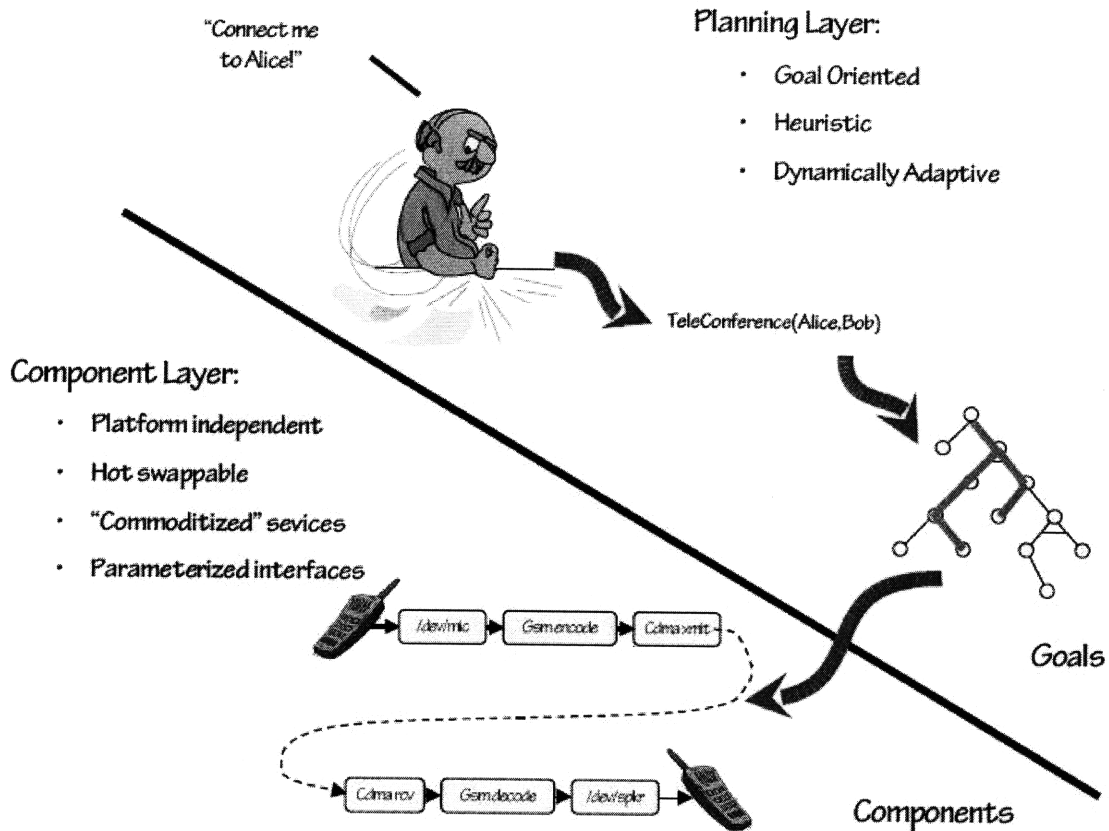 “Connect me
to Alice!”
Planning Layer:
• Goal Oriented
• Heuristic
• Dynamically Adaptive
TeleConference(Alice,Bob)
Component Layer:
• Platform independent
• Hot swappable
• “Commoditized” sevices
• Parameterized interfaces
/dev/mic
Gsm encode
Cdma xmit
Goals
Cdma rcv
Gsm decode
/dev/spkr
Components